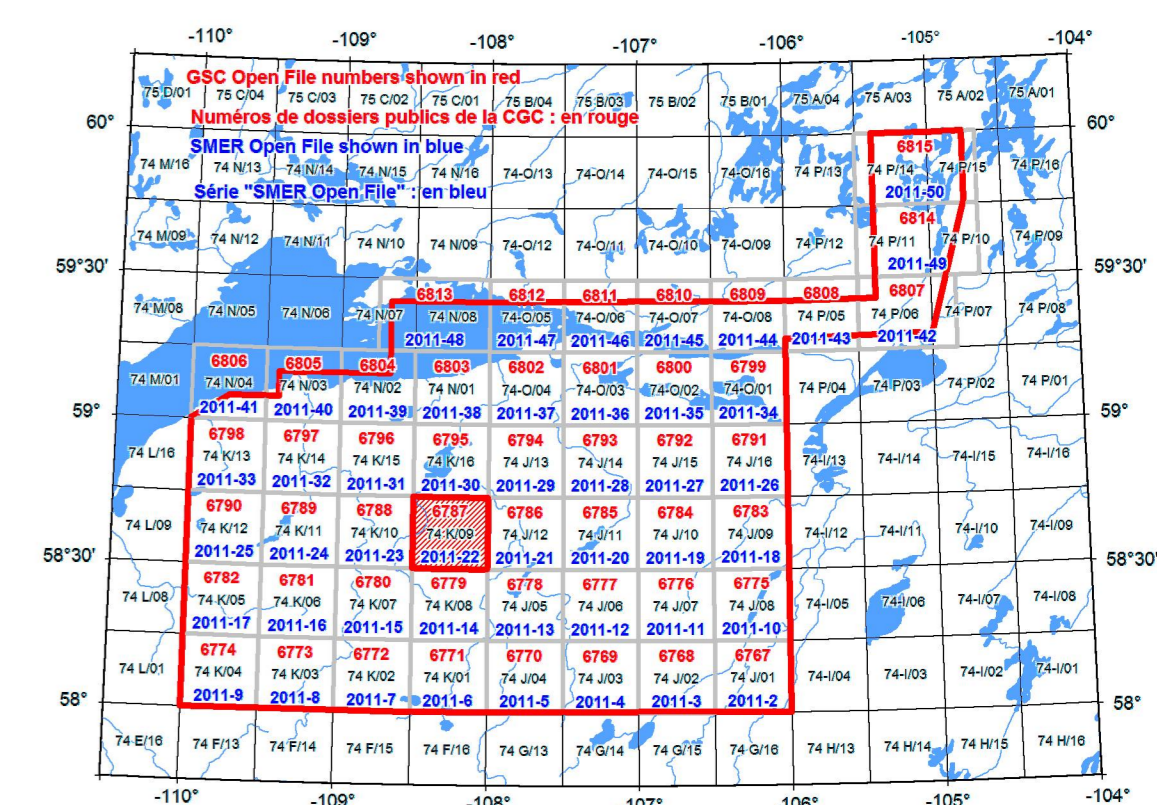 -110° -109° -108° -107° -106° -105° -104°
GSC Open File numbers shown in red
75 D/01 75 C/04 75 C/03 75 C/02 75 C/01 75 B/04 75 B/03 75 B/02 75 B/01 75 A/04 75 A/03 75 A/02 75 A/01
Numéros de dossiers publics de la CGC : en rouge
60° 60°
SMER Open File shown in blue
6815
74 M/16 74 N/13 74 N/14 74 N/15 74 N/16 74-O/13 74-O/14 74-O/15 74-O/16 74 P/13 74 P/14 74 P/15 74 P/16
Série "SMER Open File" : en bleu
2011-50
6814
74 M/09 74 N/12 74 N/11 74 N/10 74 N/09 74-O/12 74-O/11 74-O/10 74-O/09 74 P/12 74 P/11 74 P/10 74 P/09
2011-49
59°30' 59°30'
6813 6812 6811 6810 6809 6808 6807
74 M/08 74 N/05 74 N/06 74 N/07 74 N/08 74-O/05 74-O/06 74-O/07 74-O/08 74 P/05 74 P/06 74 P/07 74 P/08
2011-48 2011-47 2011-46 2011-45 2011-44 2011-43 2011-42
6806 6805 6804 6803 6802 6801 6800 6799
74 M/01 74 N/04 74 N/03 74 N/02 74 N/01 74-O/04 74-O/03 74-O/02 74-O/01 74 P/04 74 P/03 74 P/02 74 P/01
2011-41 2011-40 2011-39 2011-38 2011-37 2011-36 2011-35 2011-34
59° 59°
6798 6797 6796 6795 6794 6793 6792 6791
74 L/16 74 K/13 74 K/14 74 K/15 74 K/16 74 J/13 74 J/14 74 J/15 74 J/16 74-I/13 74-I/14 74-I/15 74-I/16
2011-33 2011-32 2011-31 2011-30 2011-29 2011-28 2011-27 2011-26
6790 6789 6788 6787 6786 6785 6784 6783
74 L/09 74 K/12 74 K/11 74 K/10 74 K/09 74 J/12 74 J/11 74 J/10 74 J/09 74-I/12 74-I/11 74-I/10 74-I/09
2011-25 2011-24 2011-23 2011-22 2011-21 2011-20 2011-19 2011-18
58°30' 58°30'
6782 6781 6780 6779 6778 6777 6776 6775
74 L/08 74 K/05 74 K/06 74 K/07 74 K/08 74 J/05 74 J/06 74 J/07 74 J/08 74-I/05 74-I/06 74-I/07 74-I/08
2011-17 2011-16 2011-15 2011-14 2011-13 2011-12 2011-11 2011-10
6774 6773 6772 6771 6770 6769 6768 6767
74 L/01 74 K/04 74 K/03 74 K/02 74 K/01 74 J/04 74 J/03 74 J/02 74 J/01 74-I/04 74-I/03 74-I/02 74-I/01
2011-9 2011-8 2011-7 2011-6 2011-5 2011-4 2011-3 2011-2
58° 58°
74 E/16 74 F/13 74 F/14 74 F/15 74 F/16 74 G/13 74 G/14 74 G/15 74 G/16 74 H/13 74 H/14 74 H/15 74 H/16
-110° -109° -108° -107° -106° -105° -104°